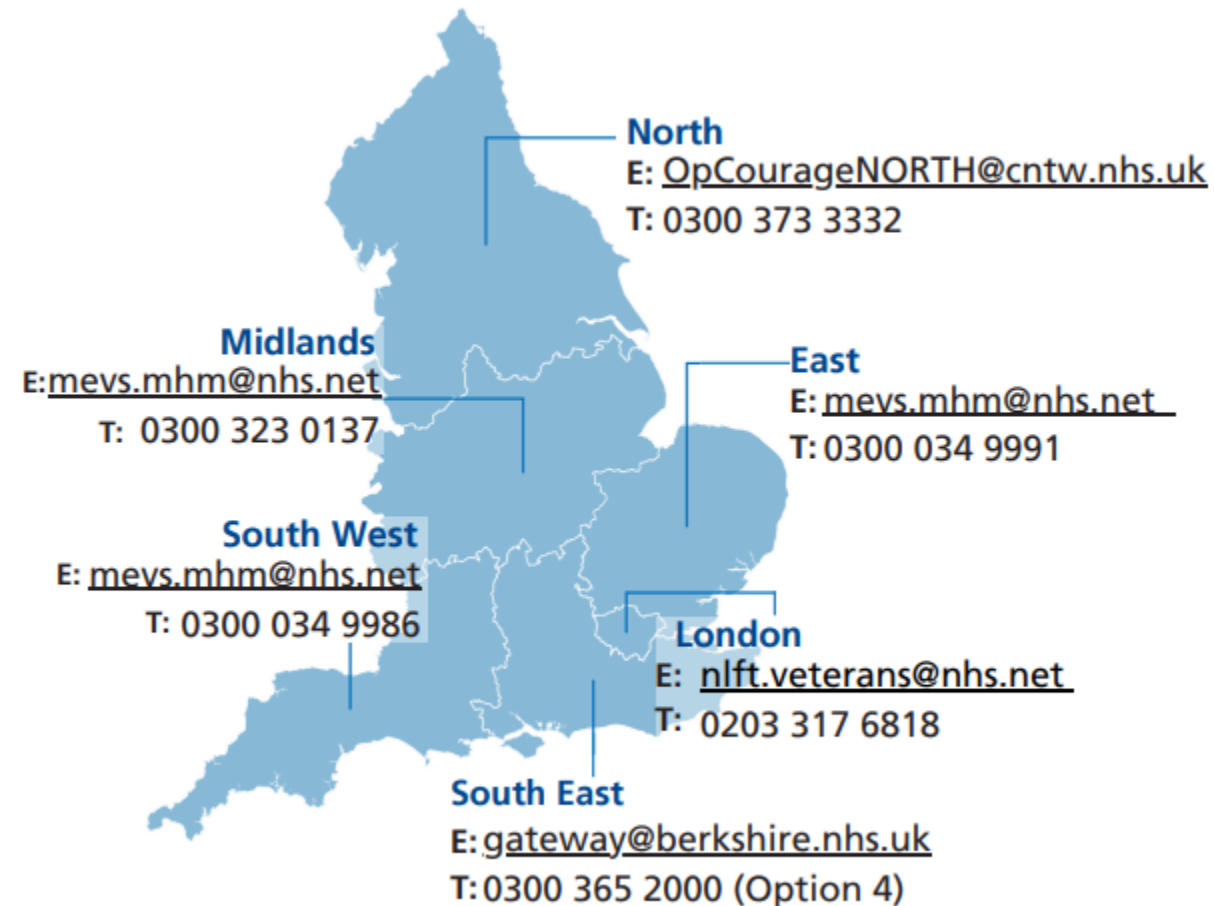 North
E: OpCourageNORTH@cntw.nhs.uk
T: 0300 373 3332
Midlands
E:mevs.mhm@nhs.net
T: 0300 323 0137
East
E: mevs.mhm@nhs.net
T: 0300 034 9991
South West
E: mevs.mhm@nhs.net
T: 0300 034 9986
London
E: nlft.veterans@nhs.net
T: 0203 317 6818
South East
E: gateway@berkshire.nhs.uk
T: 0300 365 2000 (Option 4)